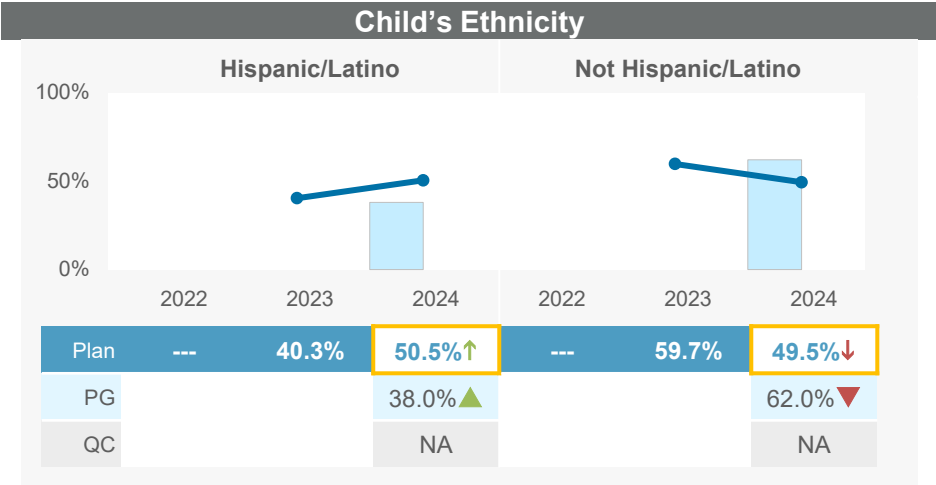 Child's Ethnicity
Hispanic/Latino Not Hispanic/Latino
100%
50%
0%
2022 2023 2024 2022 2023 2024
Plan --- 40.3% 50.5%↑ --- 59.7% 49.5%↓
PG 38.0%▲ 62.0%▼
QC NA NA